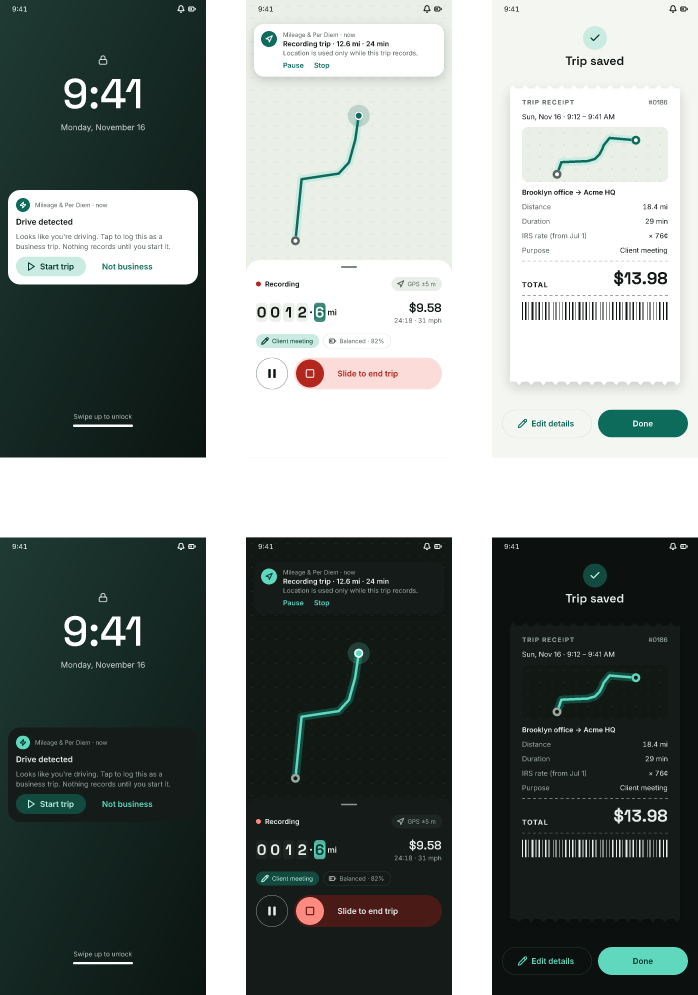 9:41
9:41
Monday, November 16
Mileage & Per Diem · now
Drive detected
Looks like you're driving. Tap to log this as a
business trip. Nothing records until you start it.
Start trip
Not business
Swipe up to unlock
9:41
Mileage & Per Diem · now
Recording trip · 12.6 mi · 24 min
Location is used only while this trip records.
Pause Stop
Recording
GPS ±5 m
0 0 1 2 · 6 mi
$9.58
24:18 · 31 mph
Client meeting
Balanced · 82%
Slide to end trip
9:41
Trip saved
TRIP RECEIPT #0186
Sun, Nov 16 · 9:12 – 9:41 AM
Brooklyn office → Acme HQ
Distance 18.4 mi
Duration 29 min
IRS rate (from Jul 1) × 76¢
Purpose Client meeting
TOTAL $13.98
Edit details
Done
9:41
9:41
Monday, November 16
Mileage & Per Diem · now
Drive detected
Looks like you're driving. Tap to log this as a
business trip. Nothing records until you start it.
Start trip
Not business
Swipe up to unlock
9:41
Mileage & Per Diem · now
Recording trip · 12.6 mi · 24 min
Location is used only while this trip records.
Pause Stop
Recording
GPS ±5 m
0 0 1 2 · 6 mi
$9.58
24:18 · 31 mph
Client meeting
Balanced · 82%
Slide to end trip
9:41
Trip saved
TRIP RECEIPT #0186
Sun, Nov 16 · 9:12 – 9:41 AM
Brooklyn office → Acme HQ
Distance 18.4 mi
Duration 29 min
IRS rate (from Jul 1) × 76¢
Purpose Client meeting
TOTAL $13.98
Edit details
Done